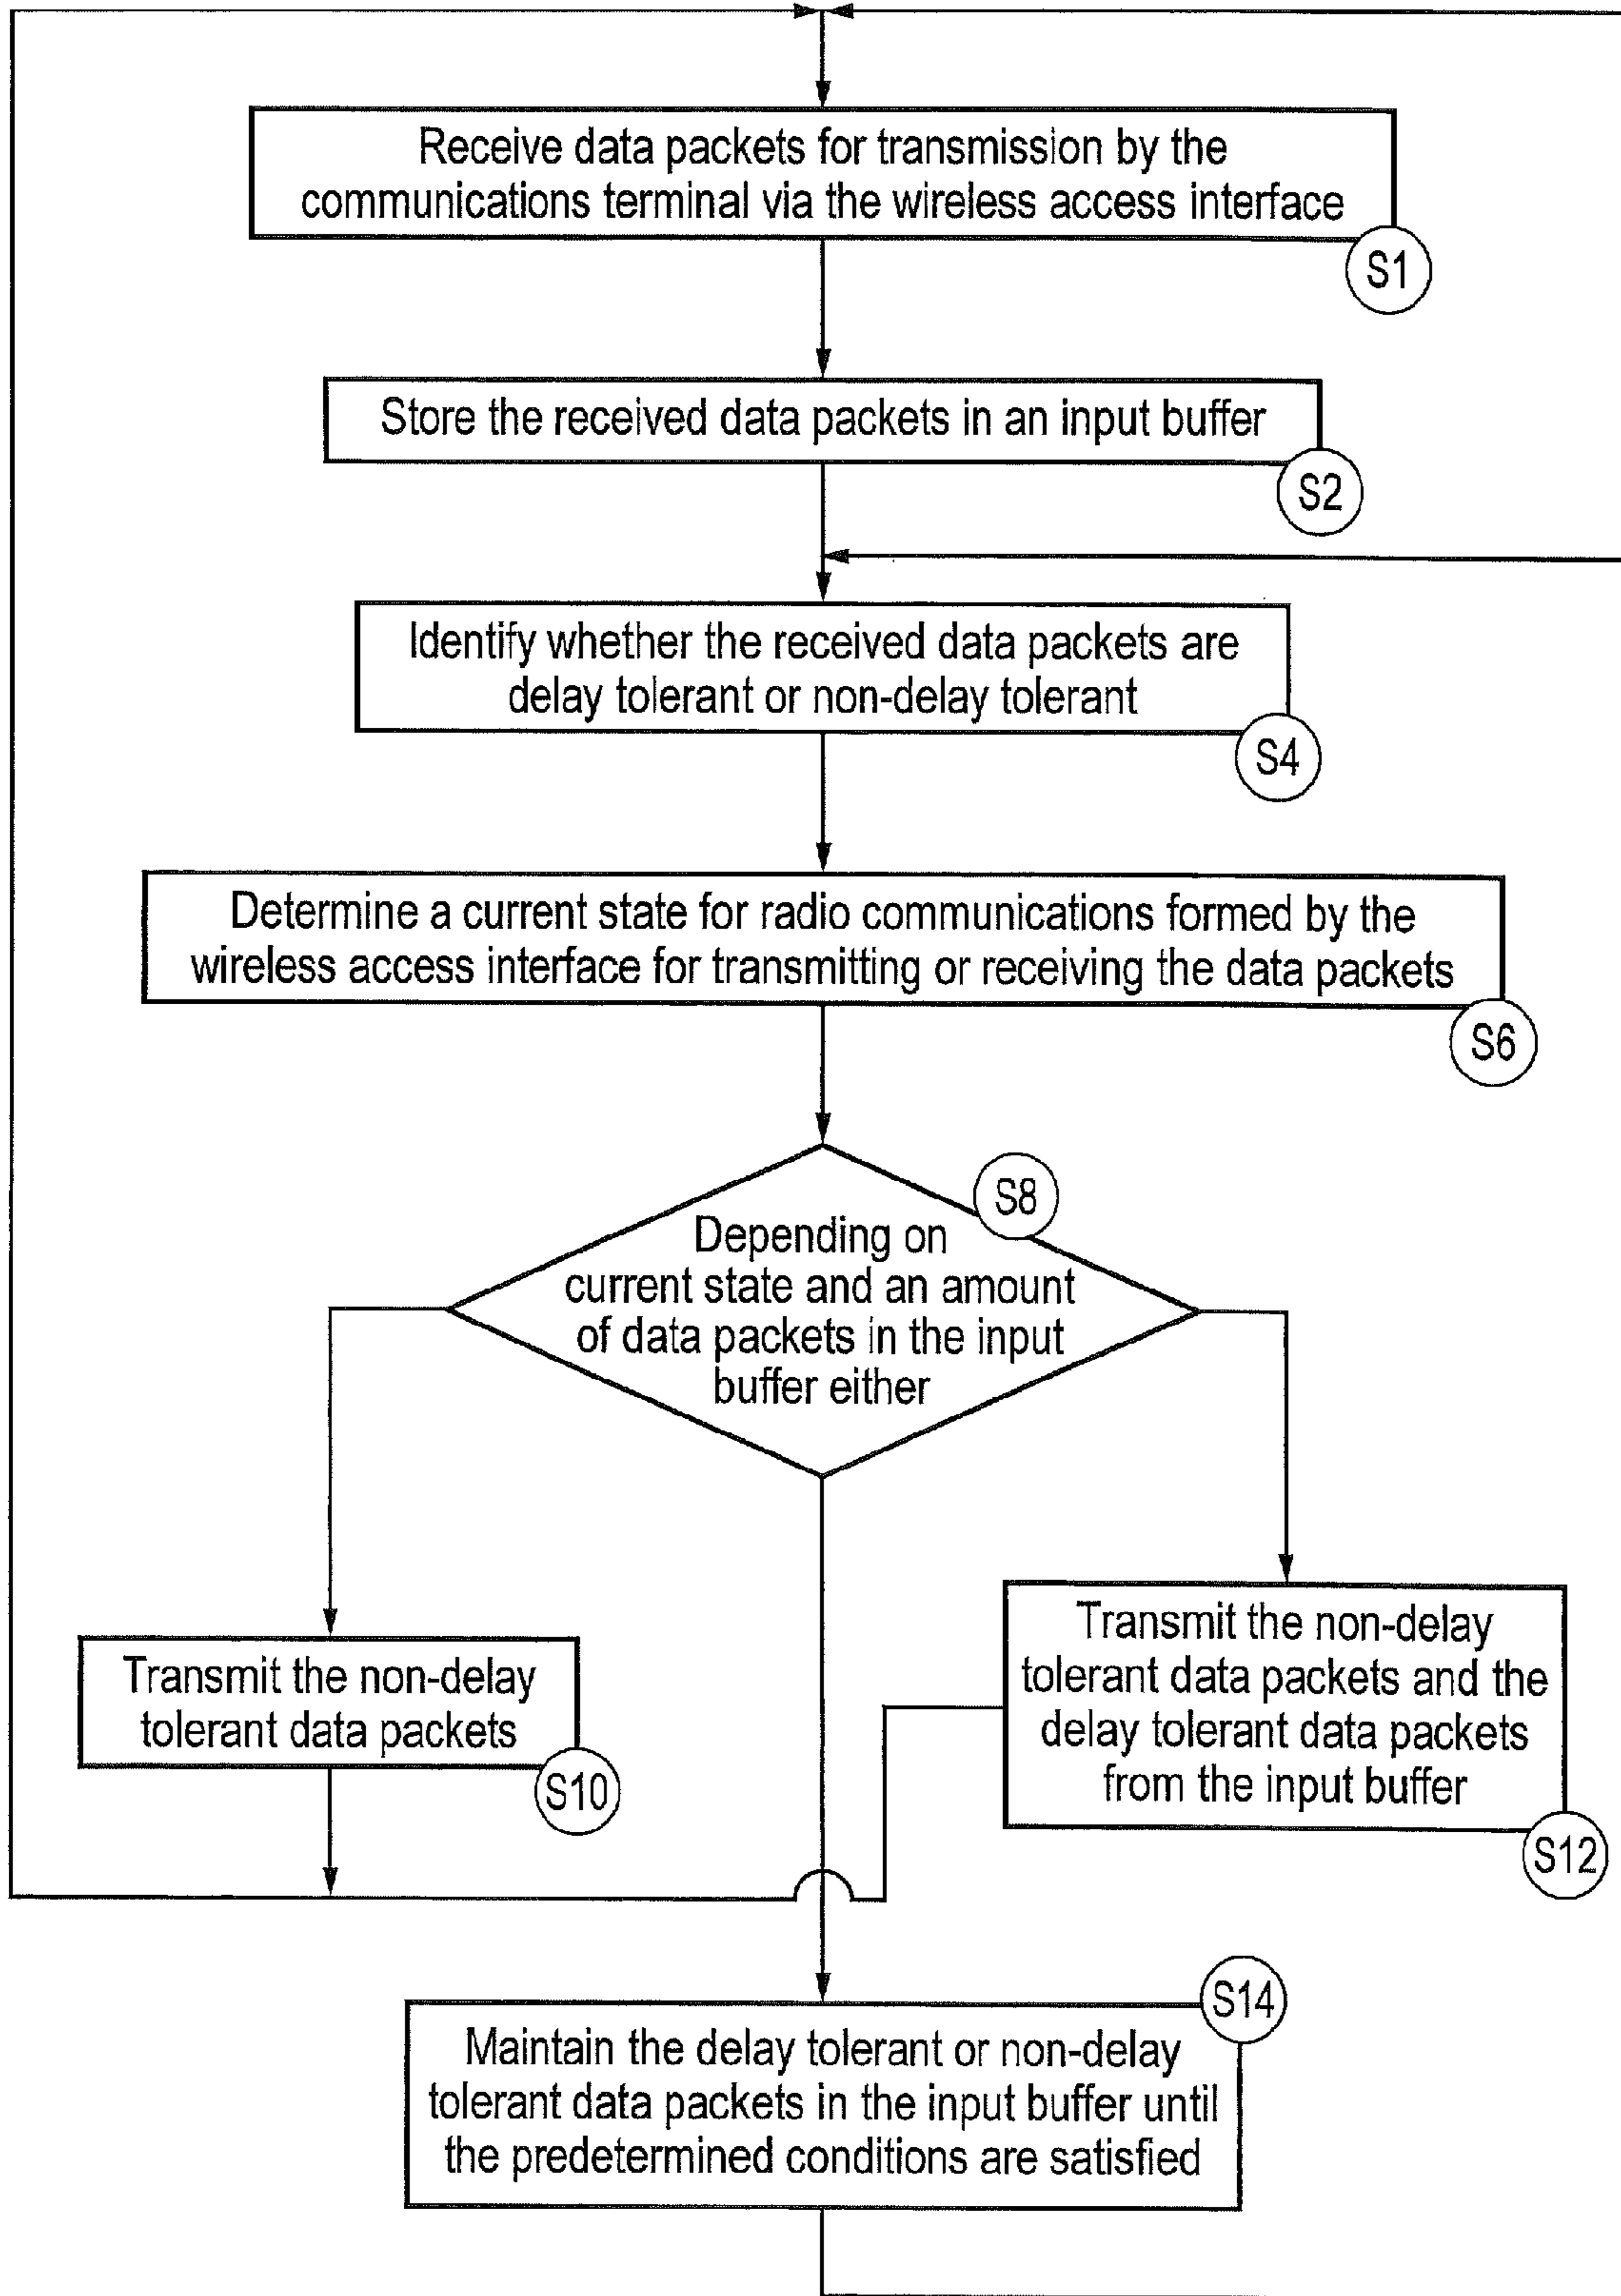 Receive data packets for transmission by the
communications terminal via the wireless access interface
S1
Store the received data packets in an input buffer
S2
Identify whether the received data packets are
delay tolerant or non-delay tolerant
S4
Determine a current state for radio communications formed by the
wireless access interface for transmitting or receiving the data packets
S6
S8
Depending on
current state and an amount
of data packets in the input
buffer either
Transmit the non-delay
tolerant data packets
S10
Transmit the non-delay
tolerant data packets and the
delay tolerant data packets
from the input buffer
S12
S14
Maintain the delay tolerant or non-delay
tolerant data packets in the input buffer until
the predetermined conditions are satisfied